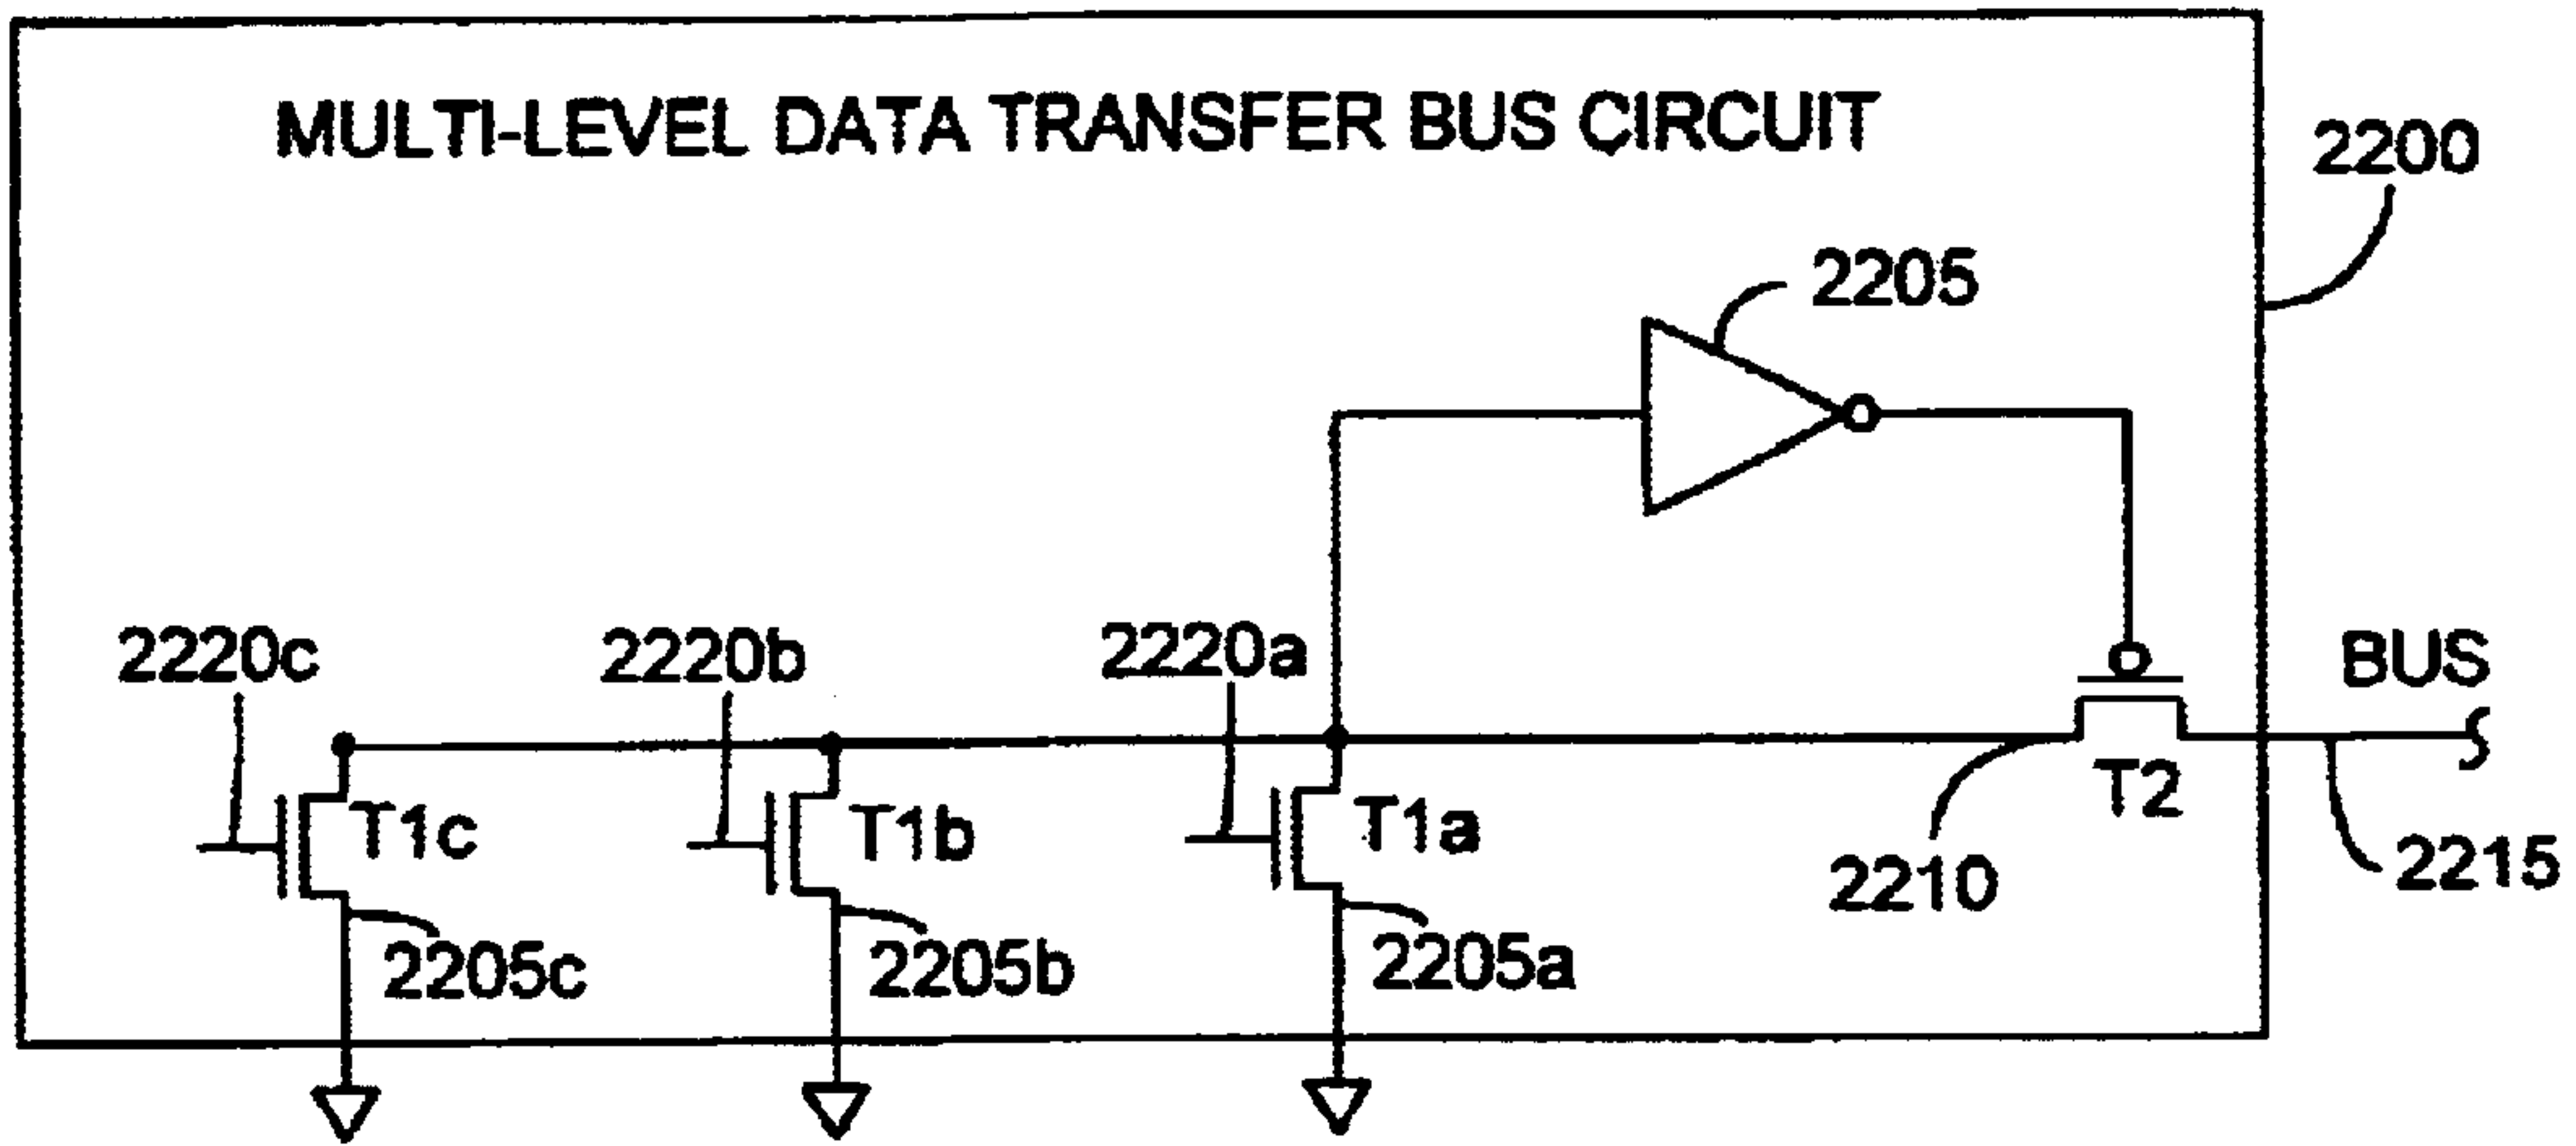 MULTI-LEVEL DATA TRANSFER BUS CIRCUIT
2200
2205
2220c
2220b
2220a
BUS
T1c
T1b
T1a
T2
2210
2215
2205c
2205b
2205a